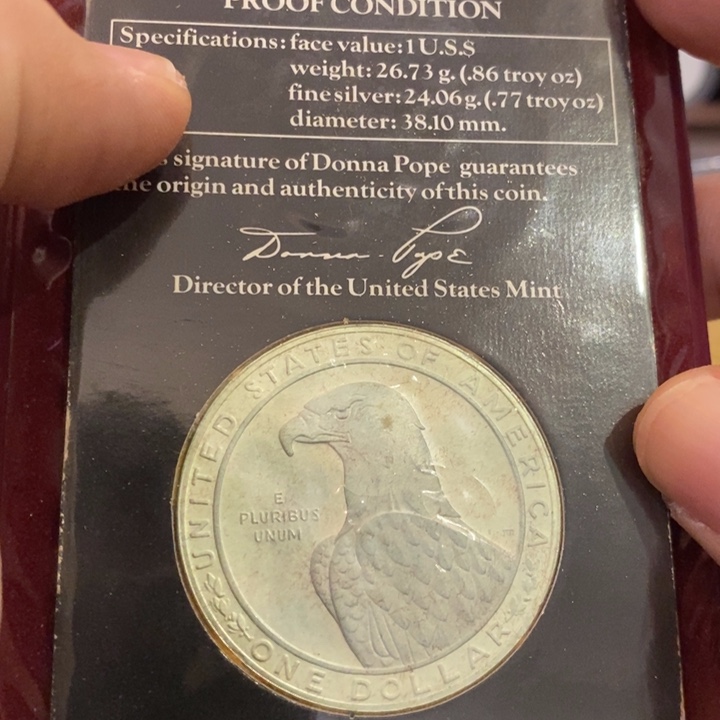 PROOF CONDITION
Specifications: face value: 1 U.S.$
weight: 26.73 g. (.86 troy oz)
fine silver: 24.06 g. (.77 troy oz)
diameter: 38.10 mm.
signature of Donna Pope guarantees
the origin and authenticity of this coin.
Donna Pope
Director of the United States Mint
UNITED STATES OF AMERICA
E
PLURIBUS
UNUM
ONE DOLLAR